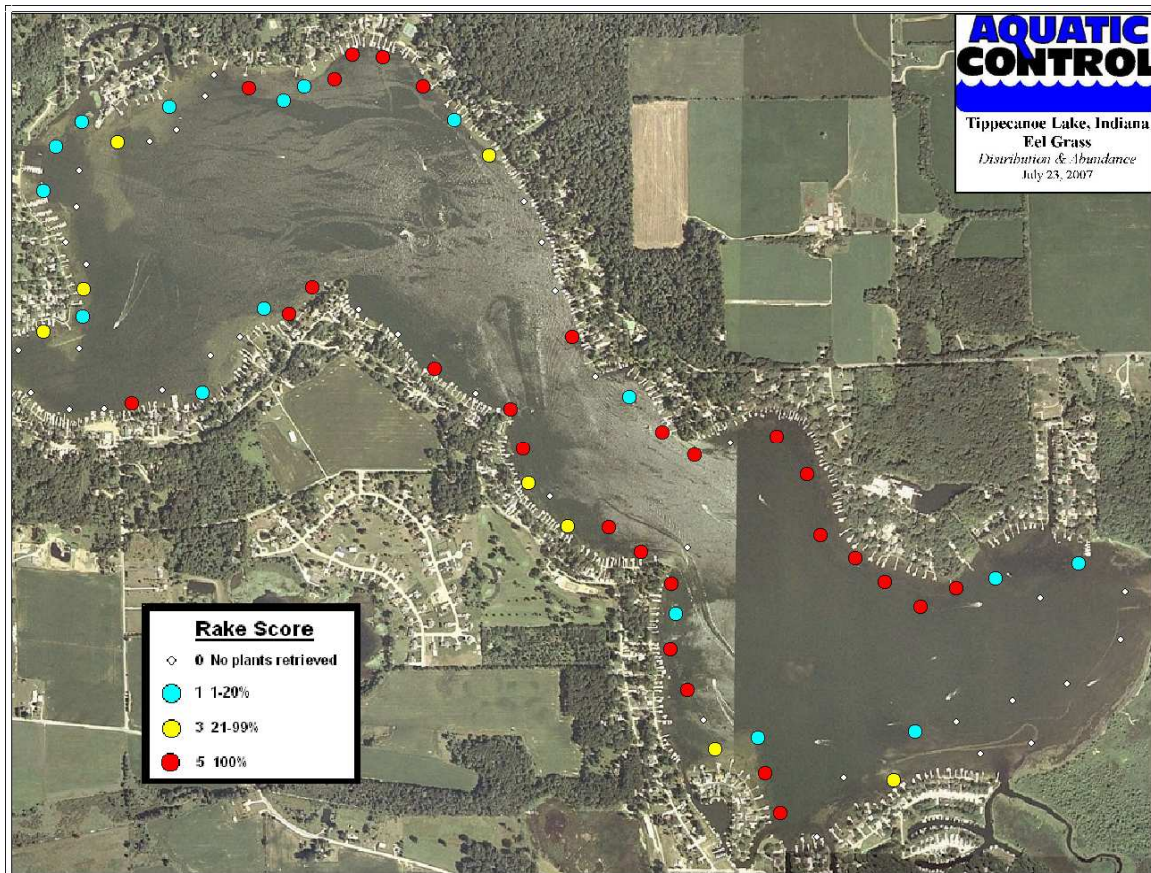 AQUATIC
CONTROL
Tippecanoe Lake, Indiana
Eel Grass
Distribution & Abundance
July 23, 2007
Rake Score
0 No plants retrieved
1 1-20%
3 21-99%
5 100%